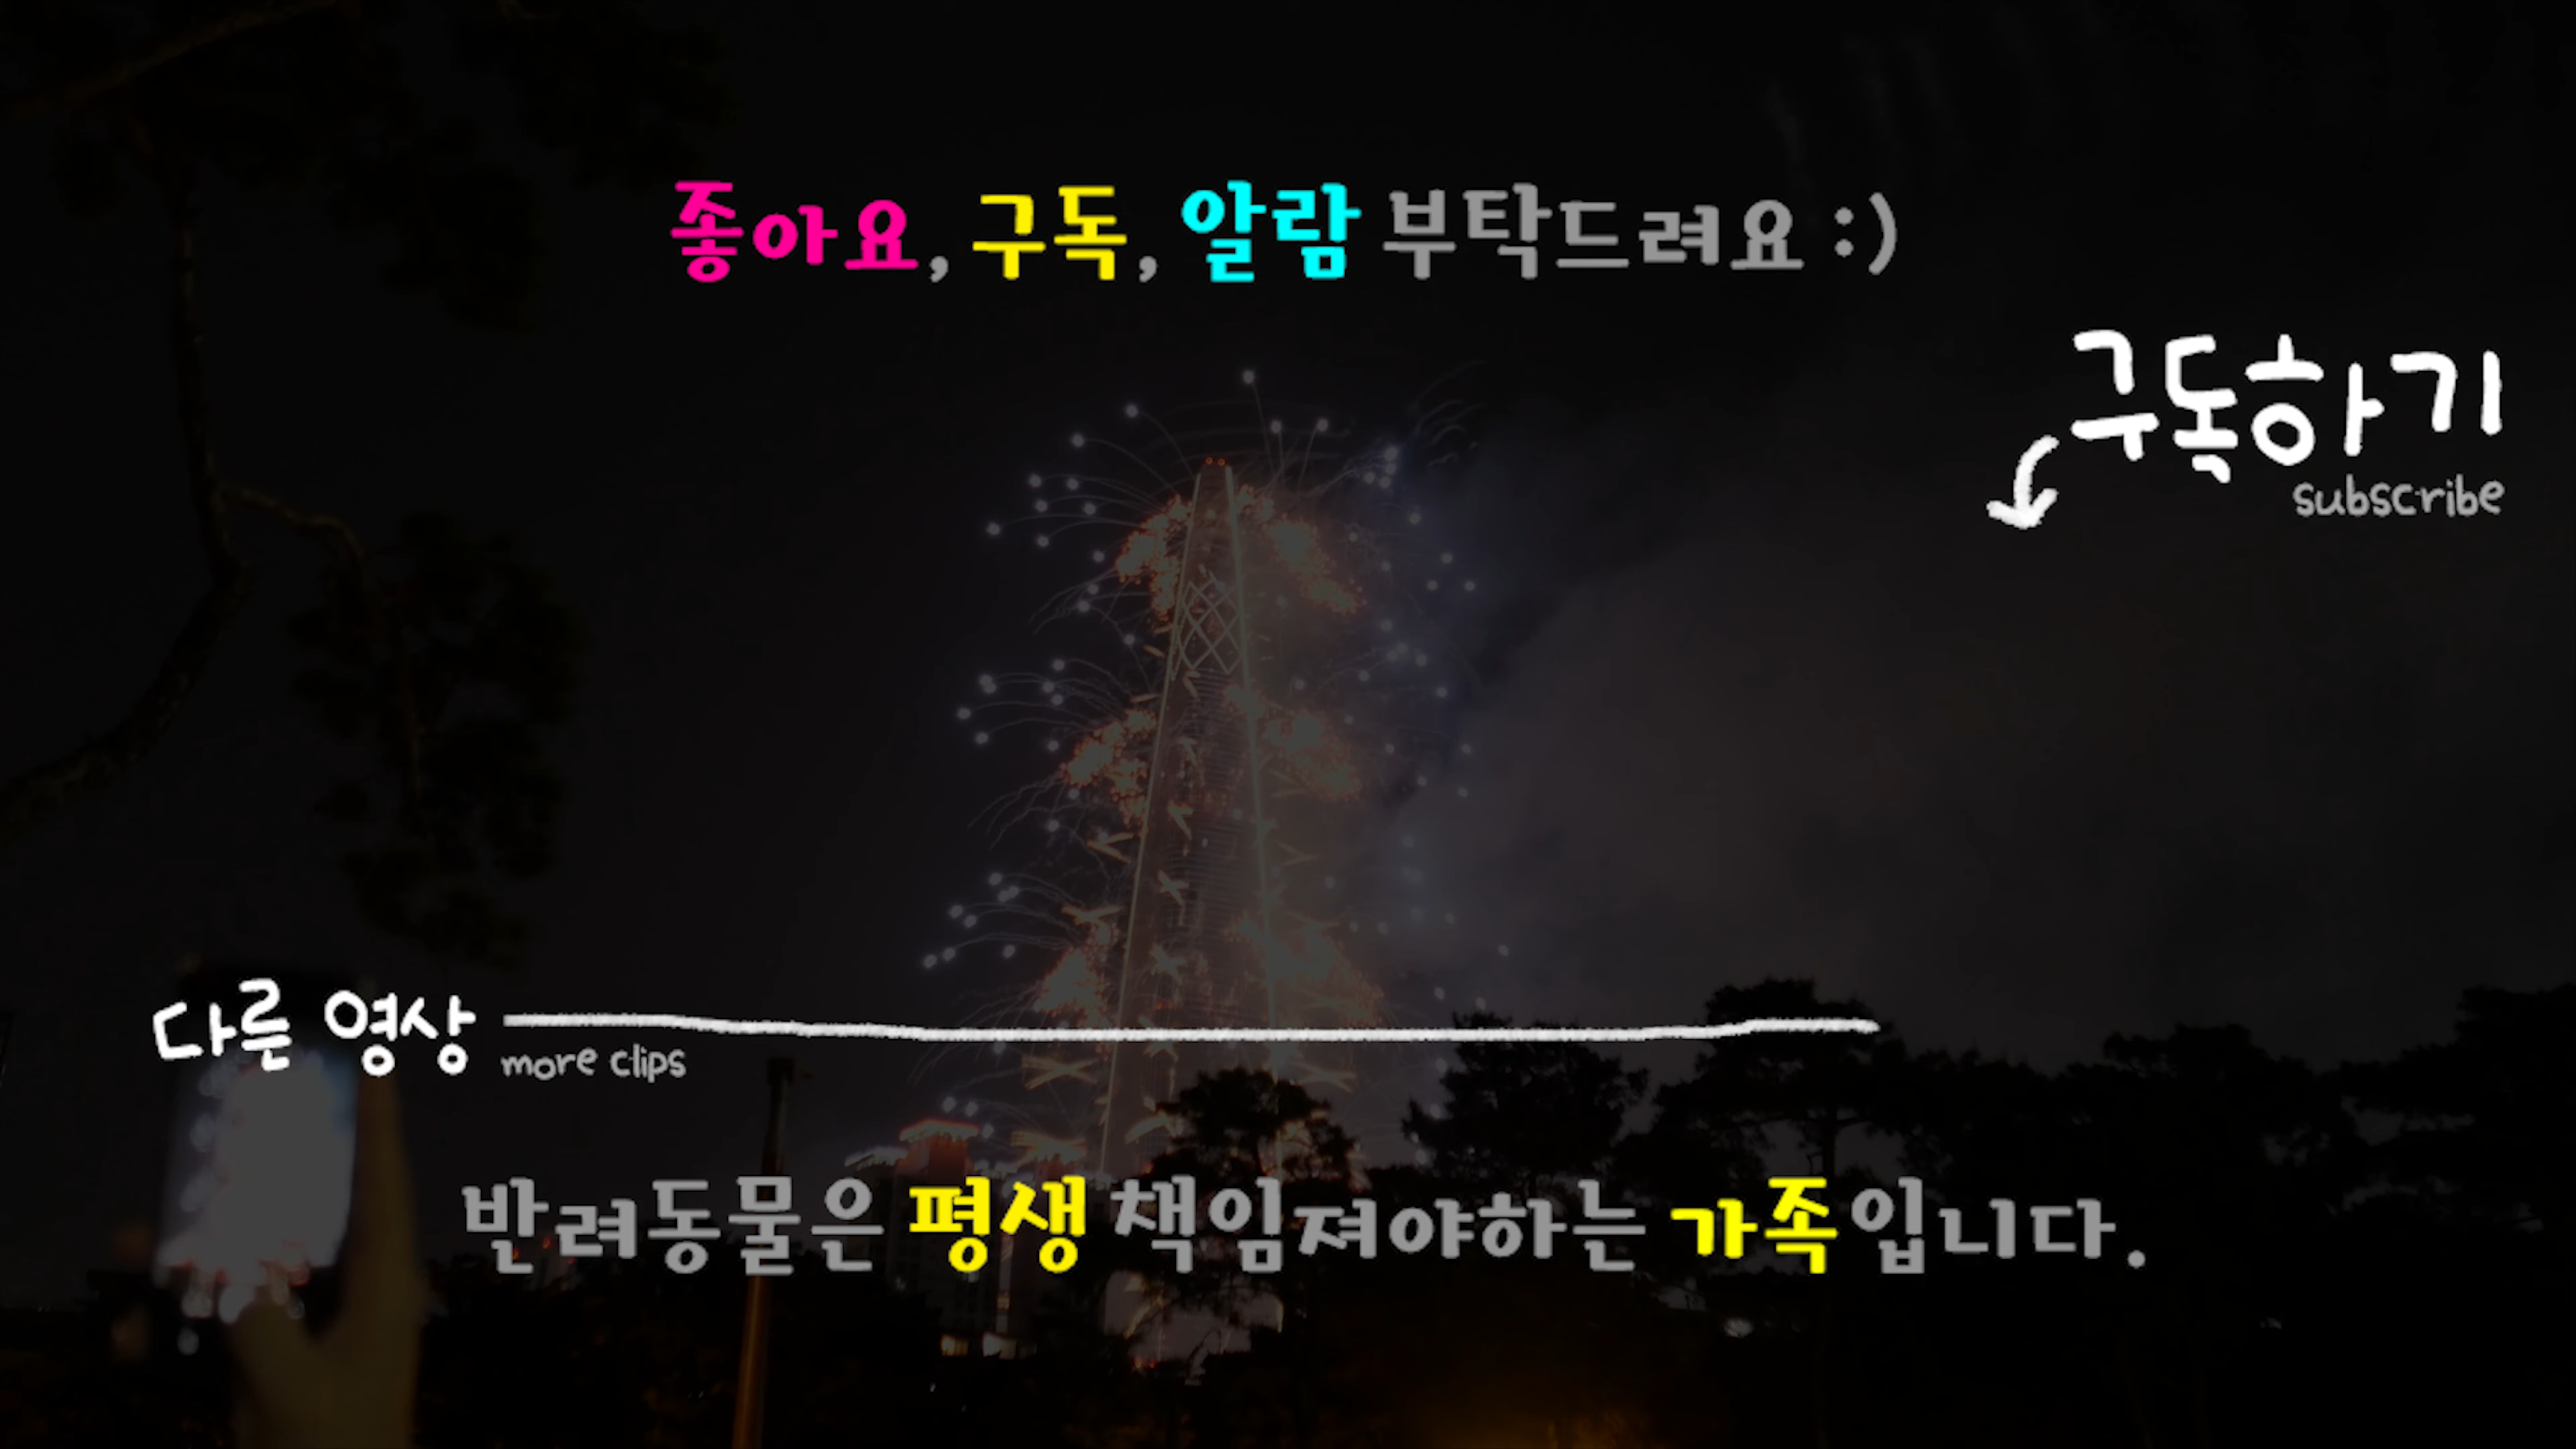 좋아요, 구독, 알람 부탁드려요 :)
구독하기
subscribe
다른 영상
more clips
반려동물은 평생 책임져야하는 가족입니다.